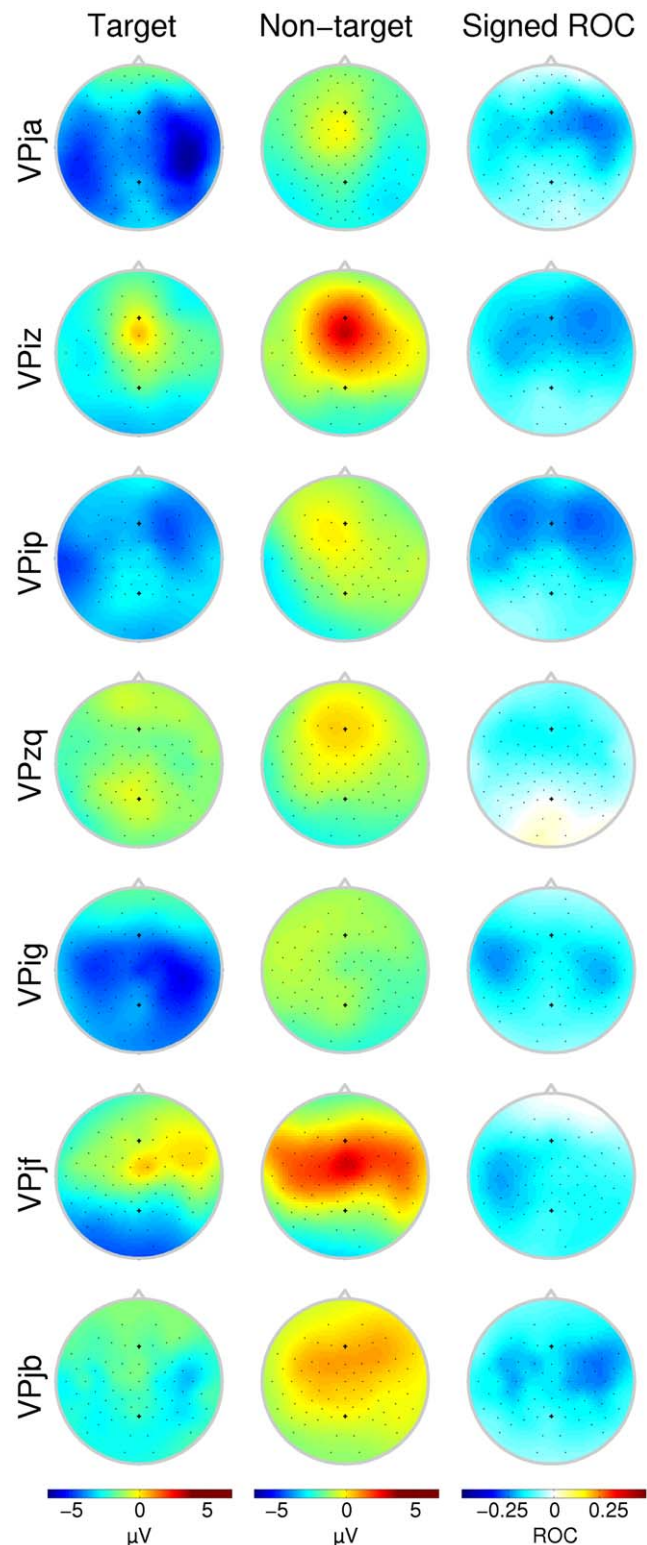 Target Non−target Signed ROC
VPja
VPiz
VPip
VPzq
VPig
VPjf
VPjb
−5 0 5 −5 0 5 −0.25 0 0.25
µV µV ROC